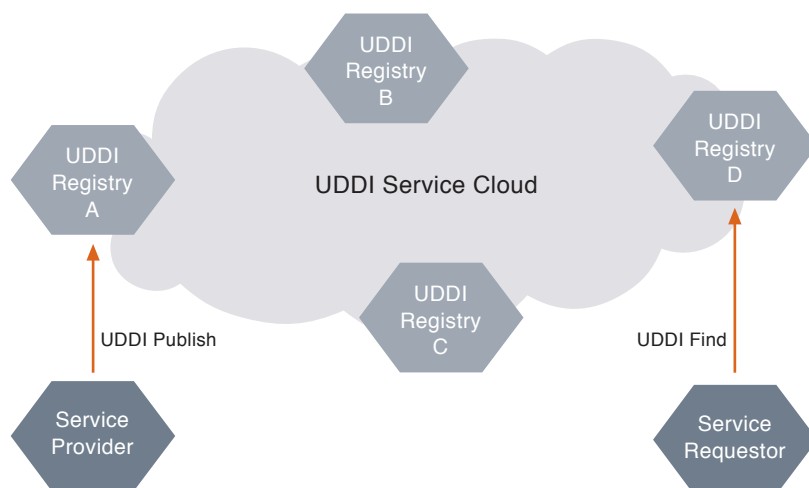 UDDI
Registry
B
UDDI
Registry
A
UDDI
Registry
D
UDDI Service Cloud
UDDI
Registry
C
UDDI Publish
UDDI Find
Service
Provider
Service
Requestor